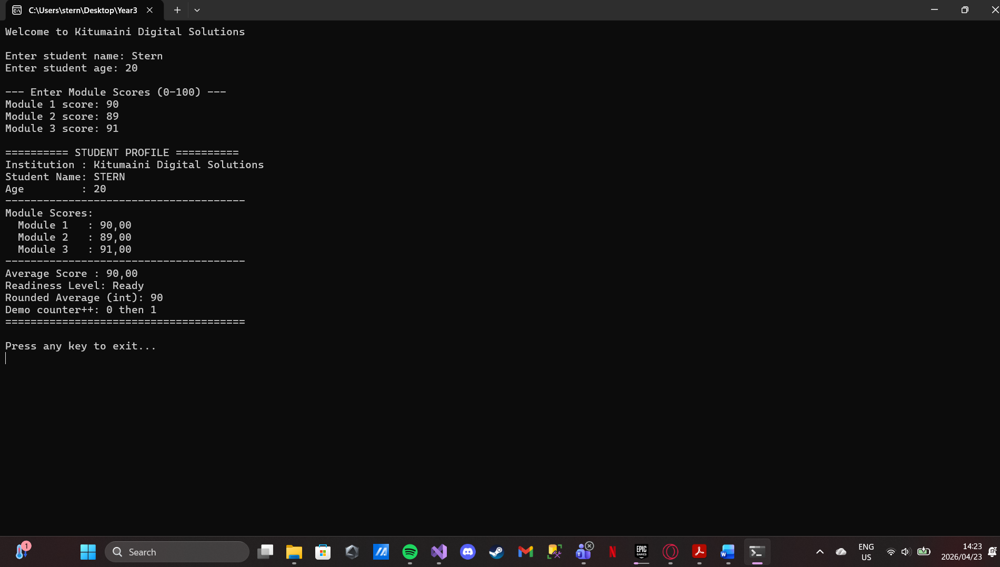 C:\Users\stern\Desktop\Year3
Welcome to Kitumaini Digital Solutions
Enter student name: Stern
Enter student age: 20
--- Enter Module Scores (0-100) ---
Module 1 score: 90
Module 2 score: 89
Module 3 score: 91
========== STUDENT PROFILE ==========
Institution : Kitumaini Digital Solutions
Student Name: STERN
Age         : 20
--------------------------------------
Module Scores:
  Module 1   : 90,00
  Module 2   : 89,00
  Module 3   : 91,00
--------------------------------------
Average Score : 90,00
Readiness Level: Ready
Rounded Average (int): 90
Demo counter++: 0 then 1
======================================
Press any key to exit...
1
Search
EPIC
GAMES
ENG
US
14:23
2026/04/23